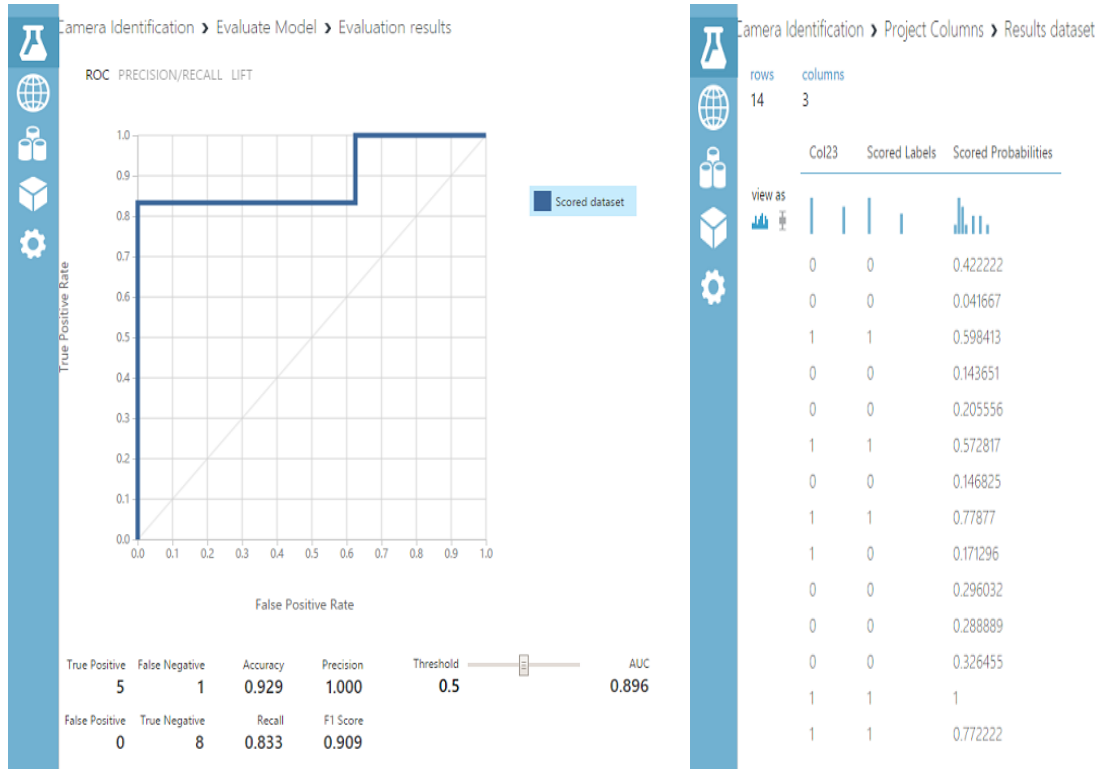 Camera Identification ❯ Evaluate Model ❯ Evaluation results
ROC PRECISION/RECALL LIFT
1.0
0.9
0.8
0.7
0.6
0.5
0.4
0.3
0.2
0.1
0.0
True Positive Rate
0.0 0.1 0.2 0.3 0.4 0.5 0.6 0.7 0.8 0.9 1.0
False Positive Rate
Scored dataset
True Positive False Negative Accuracy Precision Threshold AUC
5 1 0.929 1.000 0.5 0.896
False Positive True Negative Recall F1 Score
0 8 0.833 0.909
Camera Identification ❯ Project Columns ❯ Results dataset
rows columns
14 3
Col23 Scored Labels Scored Probabilities
view as
0 0 0.422222
0 0 0.041667
1 1 0.598413
0 0 0.143651
0 0 0.205556
1 1 0.572817
0 0 0.146825
1 1 0.77877
1 0 0.171296
0 0 0.296032
0 0 0.288889
0 0 0.326455
1 1 1
1 1 0.772222